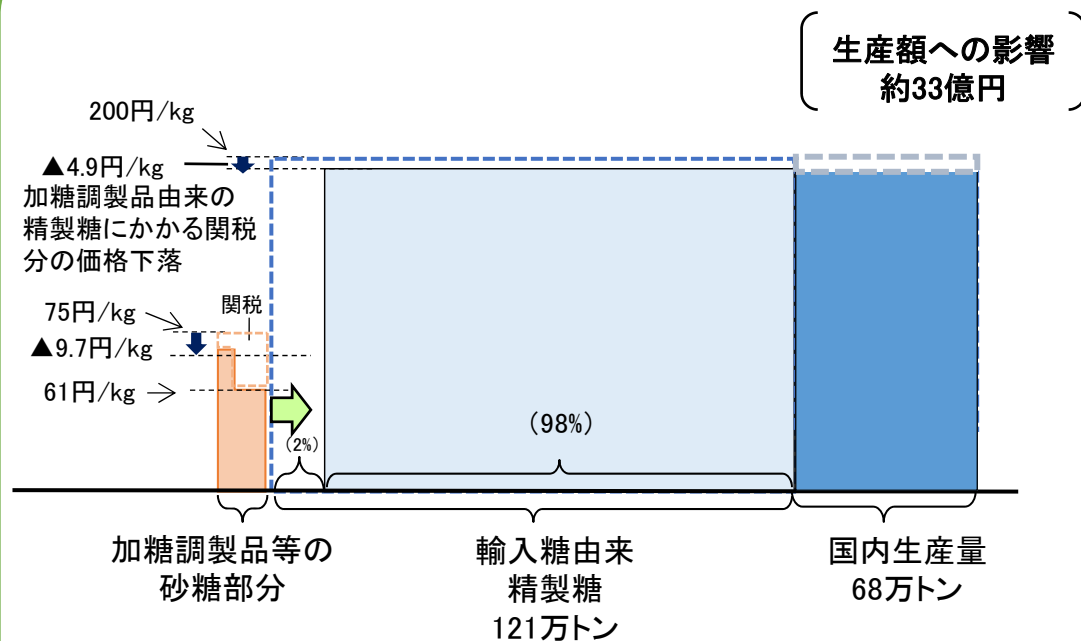 生産額への影響
約33億円
200円/kg
▲4.9円/kg
加糖調製品由来の
精製糖にかかる関税
分の価格下落
75円/kg
関税
▲9.7円/kg
61円/kg
(2%)
(98%)
加糖調製品等の
砂糖部分
輸入糖由来
精製糖
121万トン
国内生産量
68万トン